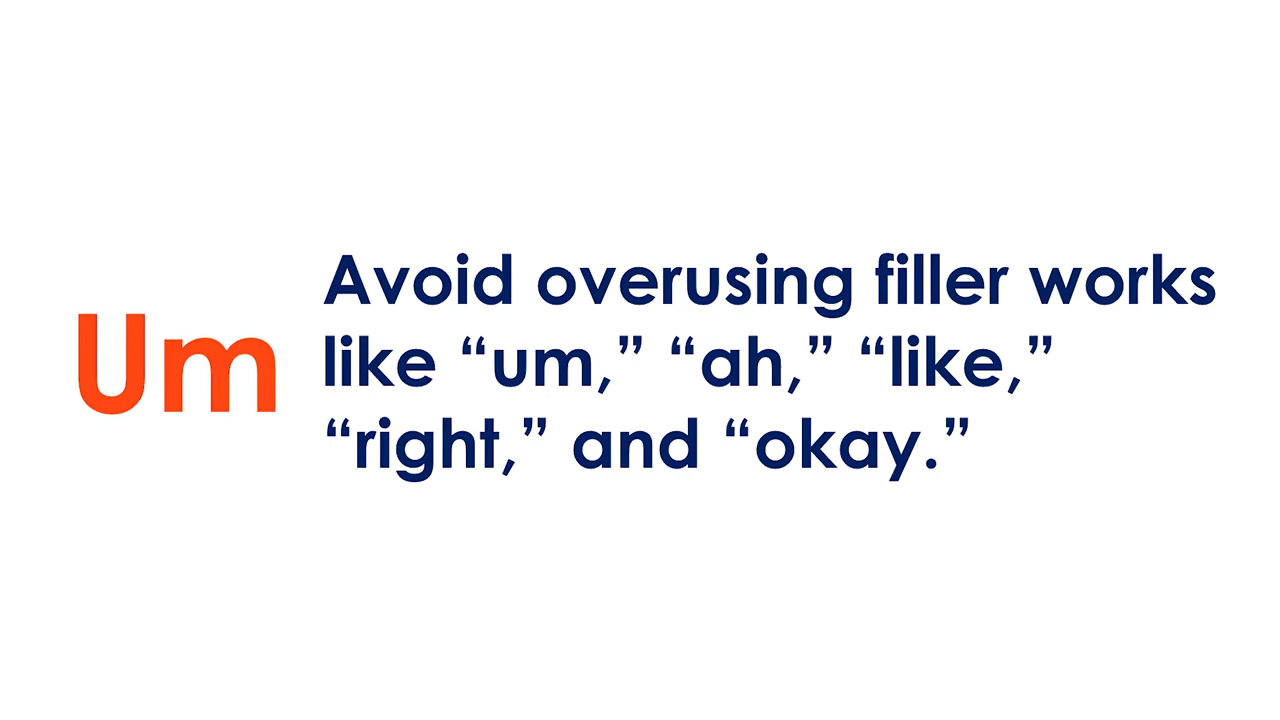 Um
Avoid overusing filler works
like “um,” “ah,” “like,”
“right,” and “okay.”